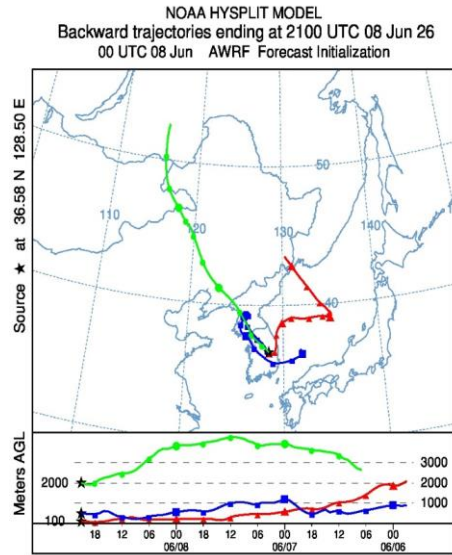 NOAA HYSPLIT MODEL
Backward trajectories ending at 2100 UTC 08 Jun 26
00 UTC 08 Jun AWRF Forecast Initialization
Source ★ at 36.58 N 128.50 E
50
110
120
130
140
40
Meters AGL
2000
100
3000
2000
1000
18 12 06 00 18 12 06 00 18 12 06 00
06/08 06/07 06/06